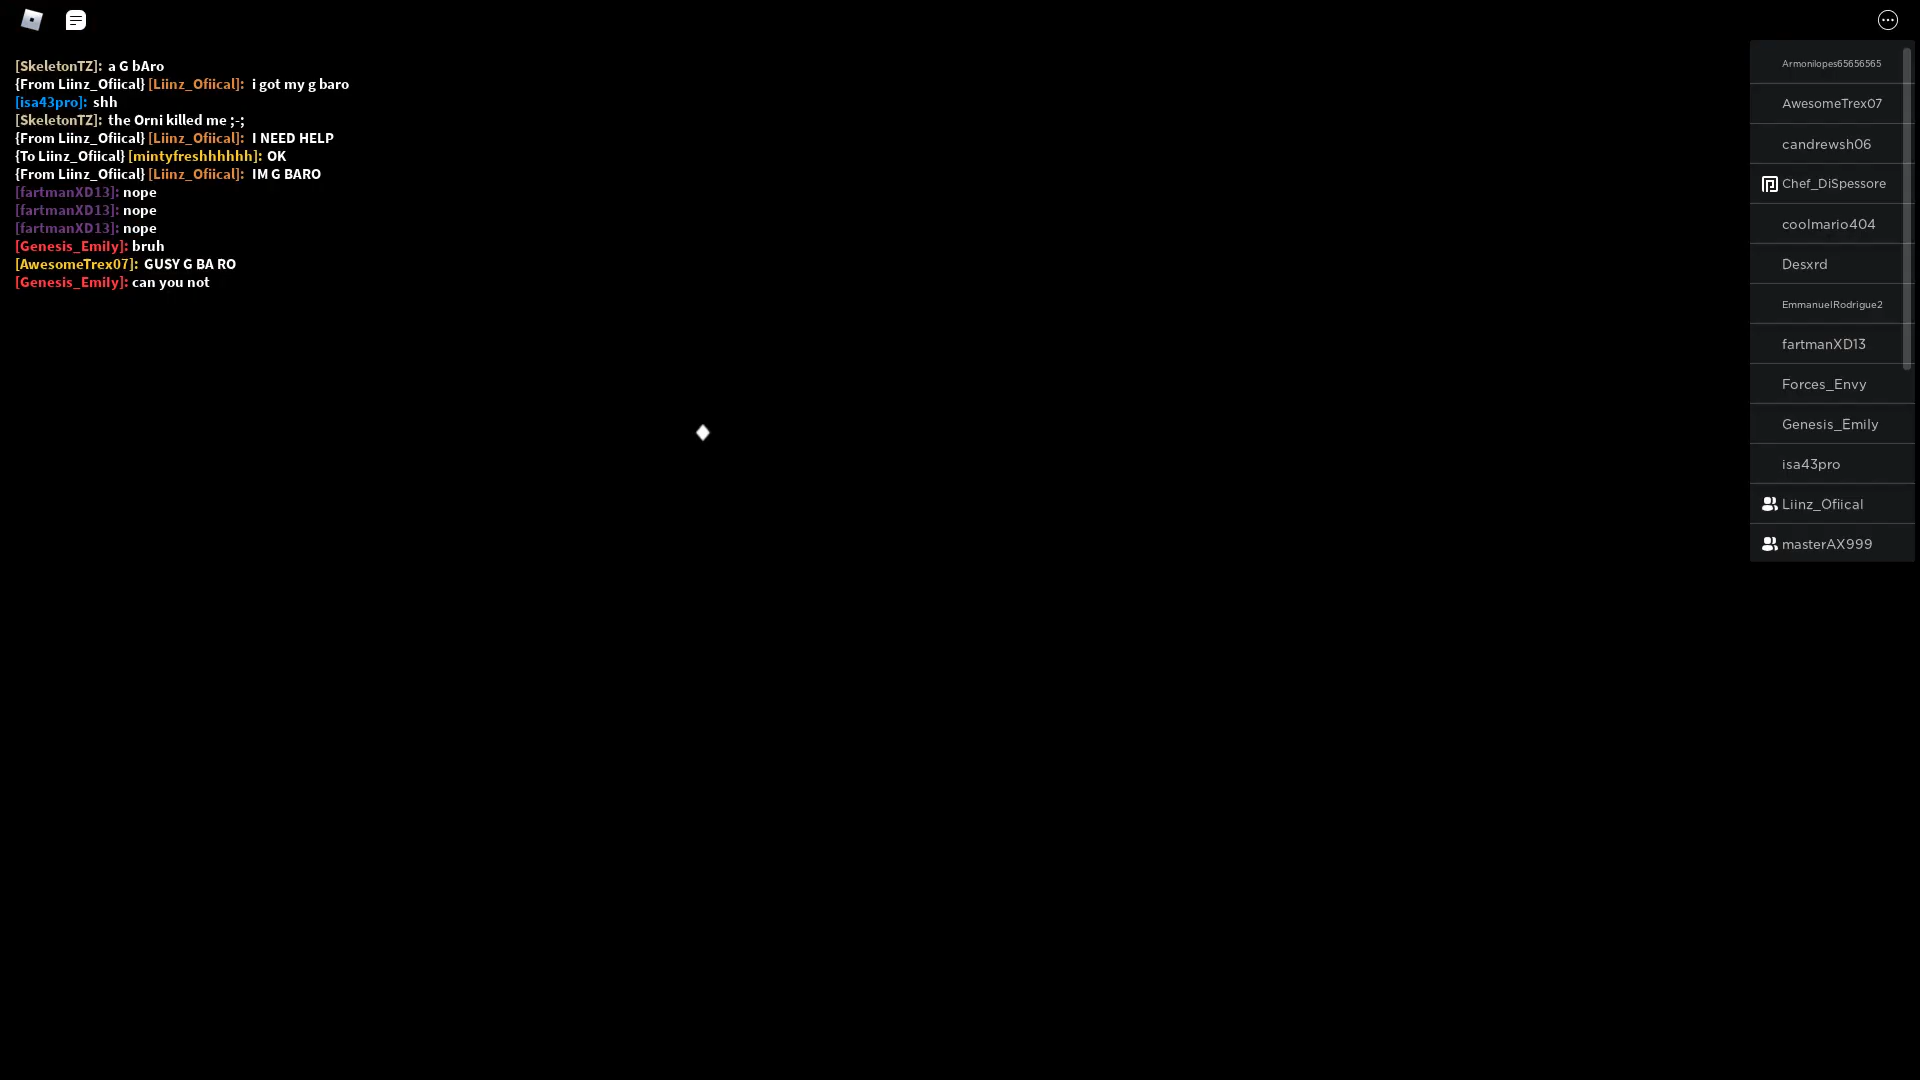 [SkeletonTZ]: a G bAro
{From Liinz_Ofiical} [Liinz_Ofiical]: i got my g baro
[isa43pro]: shh
[SkeletonTZ]: the Orni killed me ;-;
{From Liinz_Ofiical} [Liinz_Ofiical]: I NEED HELP
{To Liinz_Ofiical} [mintyfreshhhhhh]: OK
{From Liinz_Ofiical} [Liinz_Ofiical]: IM G BARO
[fartmanXD13]: nope
[fartmanXD13]: nope
[fartmanXD13]: nope
[Genesis_Emily]: bruh
[AwesomeTrex07]: GUSY G BA RO
[Genesis_Emily]: can you not
Armonilopes65656565
AwesomeTrex07
candrewsh06
Chef_DiSpessore
coolmario404
Desxrd
EmmanuelRodrigue2
fartmanXD13
Forces_Envy
Genesis_Emily
isa43pro
Liinz_Ofiical
masterAX999